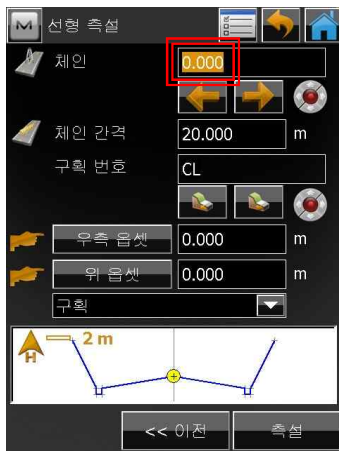 M 선형 측설
체인 0.000
체인 간격 20.000 m
구획 번호 CL
우측 옵셋 0.000 m
위 옵셋 0.000 m
구획
2 m
H
<< 이전 측설